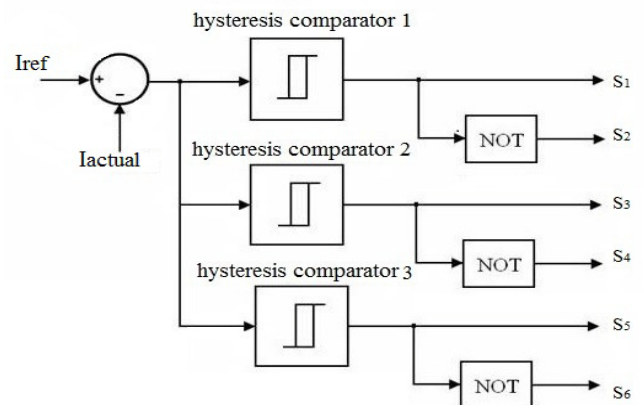 hysteresis comparator 1
Iref
+
-
Iactual
S1
NOT
S2
hysteresis comparator 2
S3
NOT
S4
hysteresis comparator 3
S5
NOT
S6